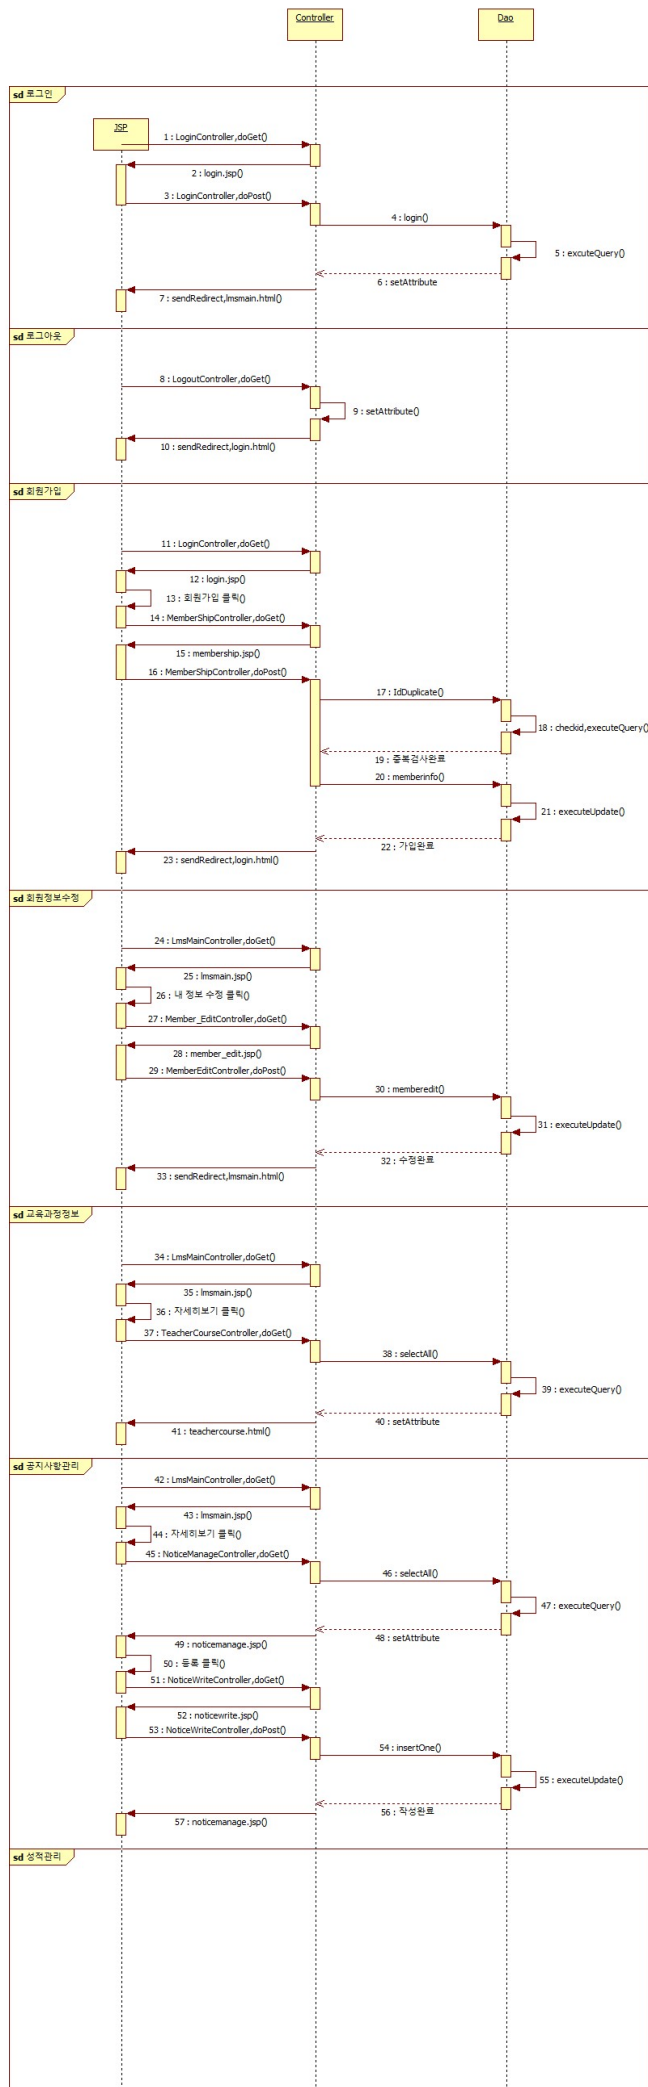 Controller
Dao
sd 로그인
JSP
1 : LoginController,doGet()
2 : login.jsp()
3 : LoginController,doPost()
4 : login()
5 : excuteQuery()
6 : setAttribute
7 : sendRedirect,lmsmain.html()
sd 로그아웃
8 : LogoutController,doGet()
9 : setAttribute()
10 : sendRedirect,login.html()
sd 회원가입
11 : LoginController,doGet()
12 : login.jsp()
13 : 회원가입 클릭()
14 : MemberShipController,doGet()
15 : membership.jsp()
16 : MemberShipController,doPost()
17 : IdDuplicate()
18 : checkid,executeQuery()
19 : 중복검사완료
20 : memberinfo()
21 : executeUpdate()
22 : 가입완료
23 : sendRedirect,login.html()
sd 회원정보수정
24 : LmsMainController,doGet()
25 : lmsmain.jsp()
26 : 내 정보 수정 클릭()
27 : Member_EditController,doGet()
28 : member_edit.jsp()
29 : MemberEditController,doPost()
30 : memberedit()
31 : executeUpdate()
32 : 수정완료
33 : sendRedirect,lmsmain.html()
sd 교육과정정보
34 : LmsMainController,doGet()
35 : lmsmain.jsp()
36 : 자세히보기 클릭()
37 : TeacherCourseController,doGet()
38 : selectAll()
39 : executeQuery()
40 : setAttribute
41 : teachercourse.html()
sd 공지사항관리
42 : LmsMainController,doGet()
43 : lmsmain.jsp()
44 : 자세히보기 클릭()
45 : NoticeManageController,doGet()
46 : selectAll()
47 : executeQuery()
48 : setAttribute
49 : noticemanage.jsp()
50 : 등록 클릭()
51 : NoticeWriteController,doGet()
52 : noticewrite.jsp()
53 : NoticeWriteController,doPost()
54 : insertOne()
55 : executeUpdate()
56 : 작성완료
57 : noticemanage.jsp()
sd 성적관리